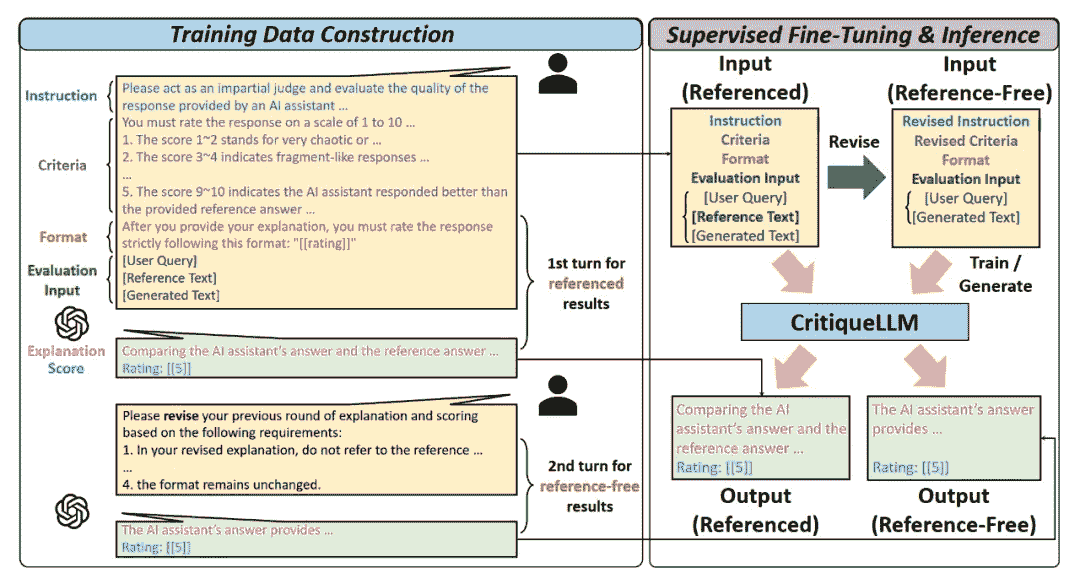 Training Data Construction
Instruction
Please act as an impartial judge and evaluate the quality of the
response provided by an AI assistant ...
Criteria
You must rate the response on a scale of 1 to 10 ...
1. The score 1~2 stands for very chaotic or ...
2. The score 3~4 indicates fragment-like responses ...
...
5. The score 9~10 indicates the AI assistant responded better than
the provided reference answer ...
Format
After you provide your explanation, you must rate the response
strictly following this format: "[[rating]]"
Evaluation
Input
[User Query]
[Reference Text]
[Generated Text]
1st turn for
referenced
results
Explanation
Score
Comparing the AI assistant's answer and the reference answer ...
Rating: [[5]]
Please revise your previous round of explanation and scoring
based on the following requirements:
1. In your revised explanation, do not refer to the reference ...
...
4. the format remains unchanged.
2nd turn for
reference-free
results
The AI assistant's answer provides ...
Rating: [[5]]
Supervised Fine-Tuning & Inference
Input
(Referenced)
Instruction
Criteria
Format
Evaluation Input
[User Query]
[Reference Text]
[Generated Text]
Revise
Input
(Reference-Free)
Revised Instruction
Revised Criteria
Format
Evaluation Input
[User Query]
[Generated Text]
Train /
Generate
CritiqueLLM
Comparing the AI
assistant's answer and the
reference answer ...
Rating: [[5]]
Output
(Referenced)
The AI assistant's answer
provides ...
Rating: [[5]]
Output
(Reference-Free)